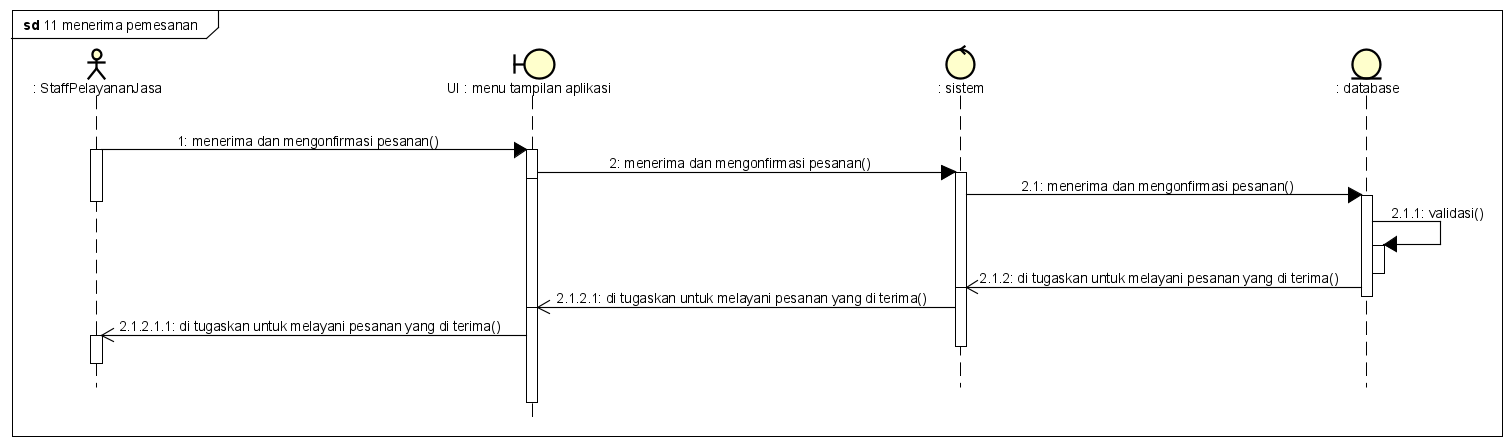 sd 11 menerima pemesanan
: StaffPelayananJasa
UI : menu tampilan aplikasi
: sistem
: database
1: menerima dan mengonfirmasi pesanan()
2: menerima dan mengonfirmasi pesanan()
2.1: menerima dan mengonfirmasi pesanan()
2.1.1: validasi()
2.1.2: di tugaskan untuk melayani pesanan yang di terima()
2.1.2.1: di tugaskan untuk melayani pesanan yang di terima()
2.1.2.1.1: di tugaskan untuk melayani pesanan yang di terima()